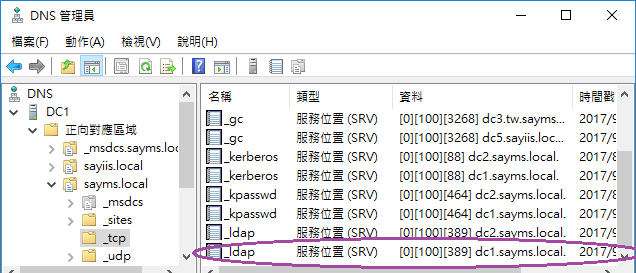 DNS 管理員
檔案(F) 動作(A) 檢視(V) 說明(H)
DNS
DC1
正向對應區域
_msdcs.sayms.loc
sayiis.local
sayms.local
_msdcs
_sites
_tcp
_udp
名稱 類型 資料 時間戳
_gc 服務位置 (SRV) [0][100][3268] dc3.tw.sayms... 2017/9
_gc 服務位置 (SRV) [0][100][3268] dc5.sayiis.loc... 2017/9
_kerberos 服務位置 (SRV) [0][100][88] dc2.sayms.local. 2017/8
_kerberos 服務位置 (SRV) [0][100][88] dc1.sayms.local. 2017/9
_kpasswd 服務位置 (SRV) [0][100][464] dc2.sayms.local. 2017/8
_kpasswd 服務位置 (SRV) [0][100][464] dc1.sayms.local. 2017/9
_ldap 服務位置 (SRV) [0][100][389] dc2.sayms.local. 2017/8
_ldap 服務位置 (SRV) [0][100][389] dc1.sayms.local. 2017/9